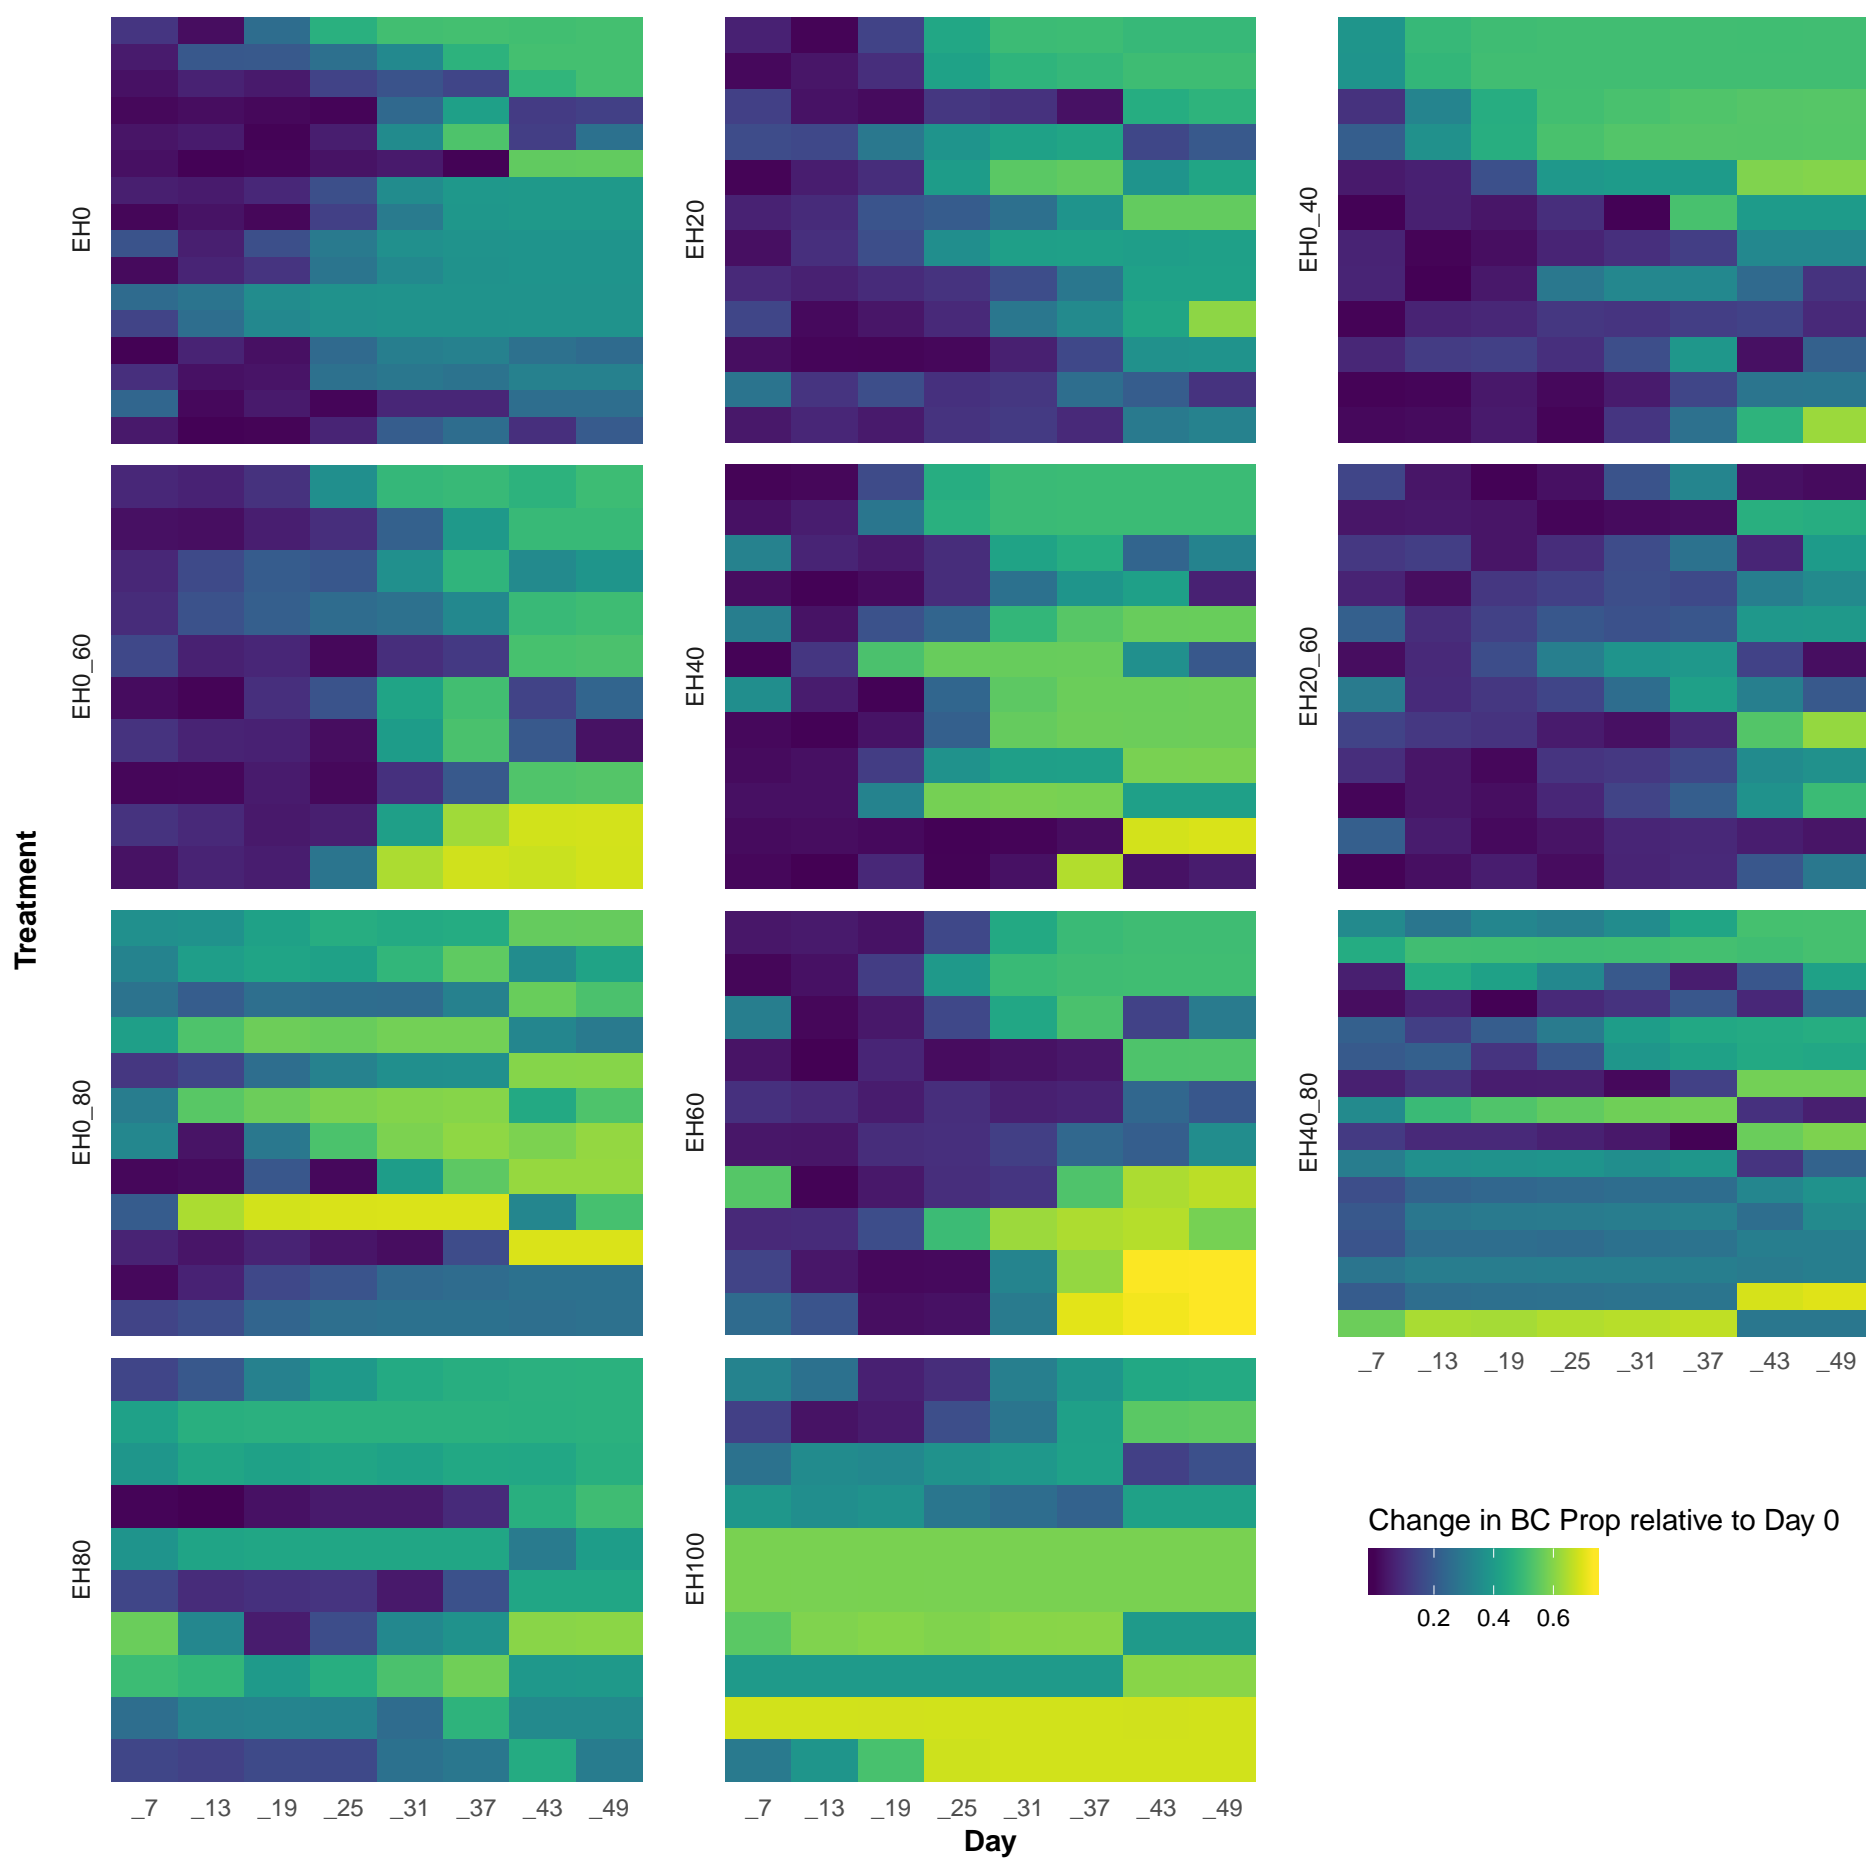 Treatment
EH0
EH20
EH0_40
EH0_60
EH40
EH20_60
EH0_80
EH60
EH40_80
_7 _13 _19 _25 _31 _37 _43 _49
EH80
EH100
Change in BC Prop relative to Day 0
0.2 0.4 0.6
_7 _13 _19 _25 _31 _37 _43 _49
_7 _13 _19 _25 _31 _37 _43 _49
Day